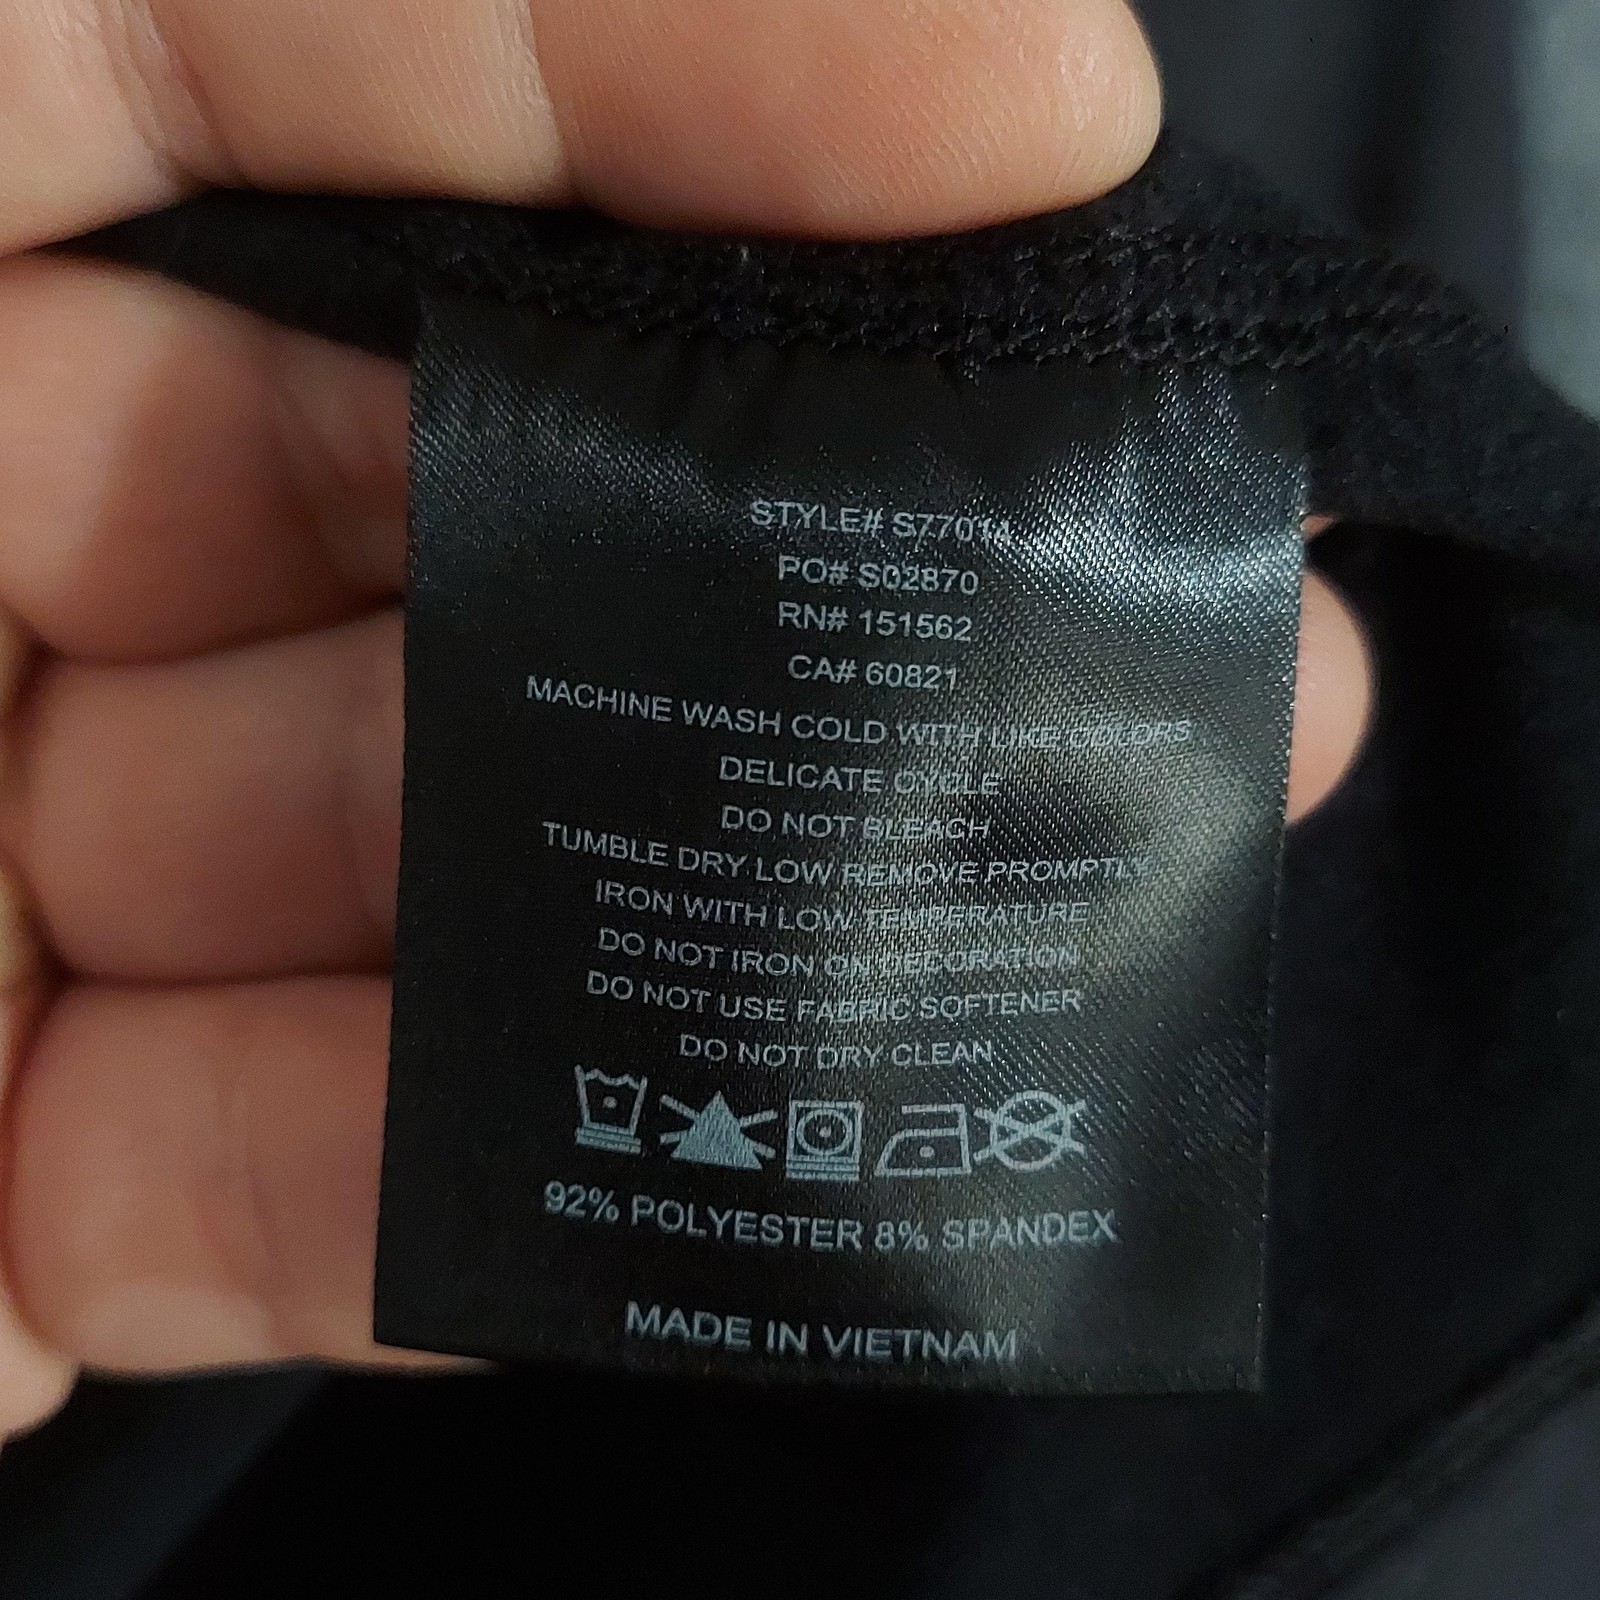 STYLE# S77014
PO# S02870
RN# 151562
CA# 60821
MACHINE WASH COLD WITH LIKE COLORS
DELICATE CYCLE
DO NOT BLEACH
TUMBLE DRY LOW REMOVE PROMPTLY
IRON WITH LOW TEMPERATURE
DO NOT IRON ON DECORATION
DO NOT USE FABRIC SOFTENER
DO NOT DRY CLEAN
92% POLYESTER 8% SPANDEX
MADE IN VIETNAM